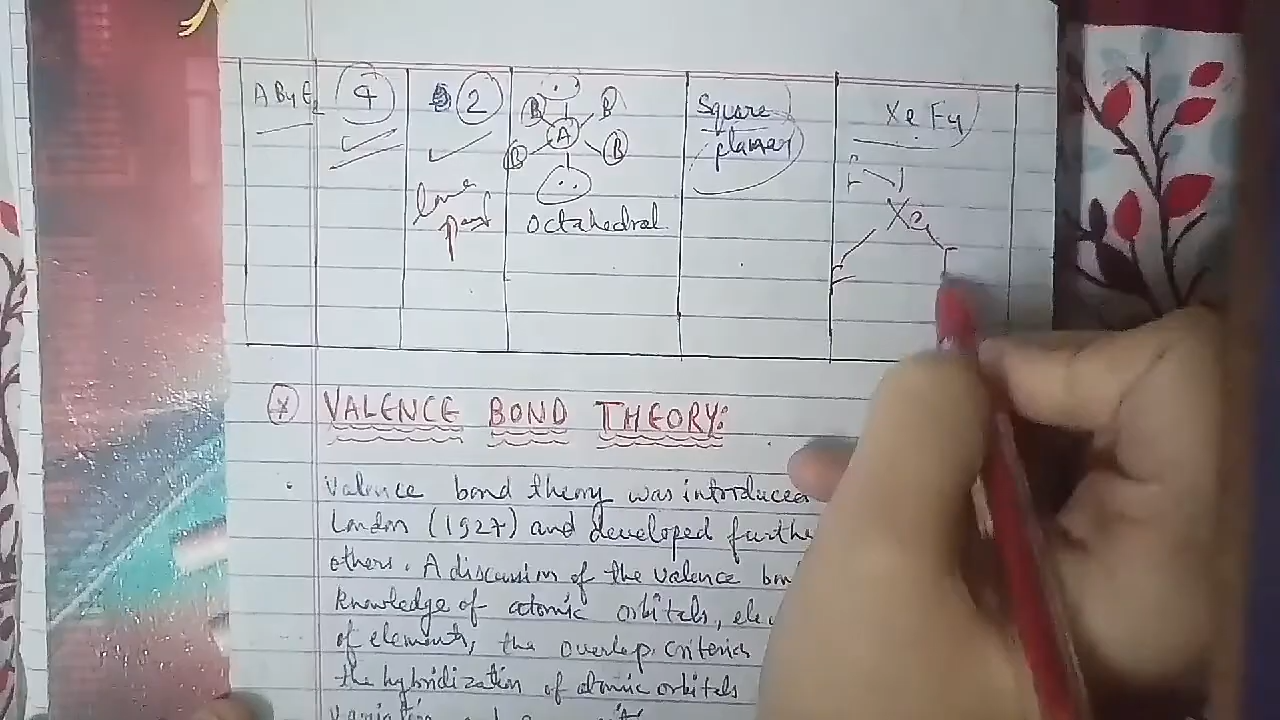 AB4E2 4 2 Square XeF4
planar
lone
pair
B B
A
B B
octahedral
F
Xe
F F
VALENCE BOND THEORY:
Valence bond theory was introduced
London (1927) and developed furthe
others. A discussion of the valence bon
knowledge of atomic orbitals, ele
of elements, the overlap criteria
the hybridization of atomic orbitals